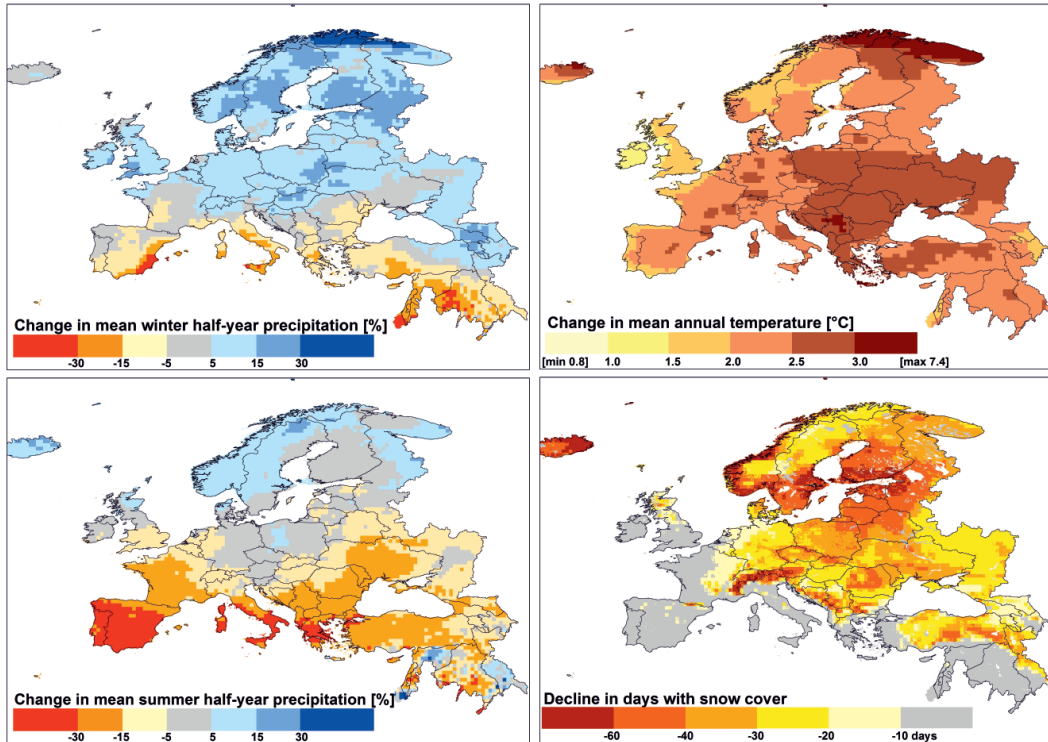 Change in mean winter half-year precipitation [%]
-30 -15 -5 5 15 30
Change in mean annual temperature [°C]
[min 0.8] 1.0 1.5 2.0 2.5 3.0 [max 7.4]
Change in mean summer half-year precipitation [%]
-30 -15 -5 5 15 30
Decline in days with snow cover
-60 -40 -30 -20 -10 days